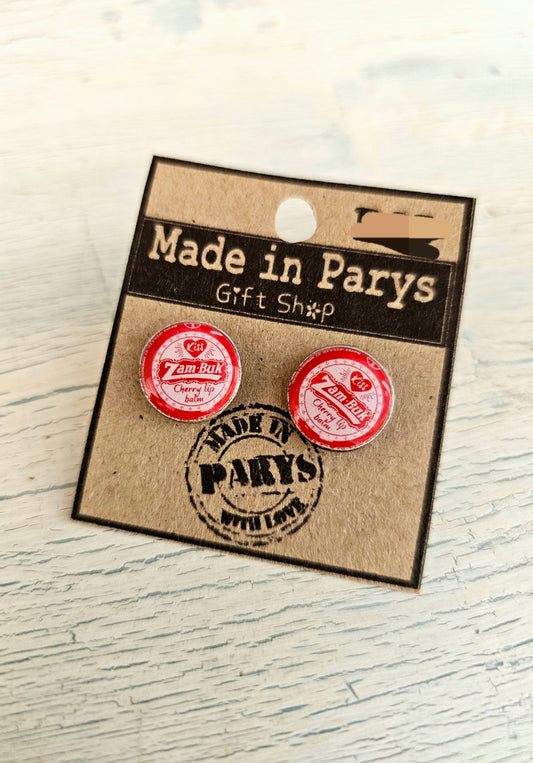 Made in Parys
Gift Shop
Kiss
Zam-Buk
Cherry lip
balm
Kiss
Zam-Buk
Cherry lip
balm
MADE IN
PARYS
WITH LOVE